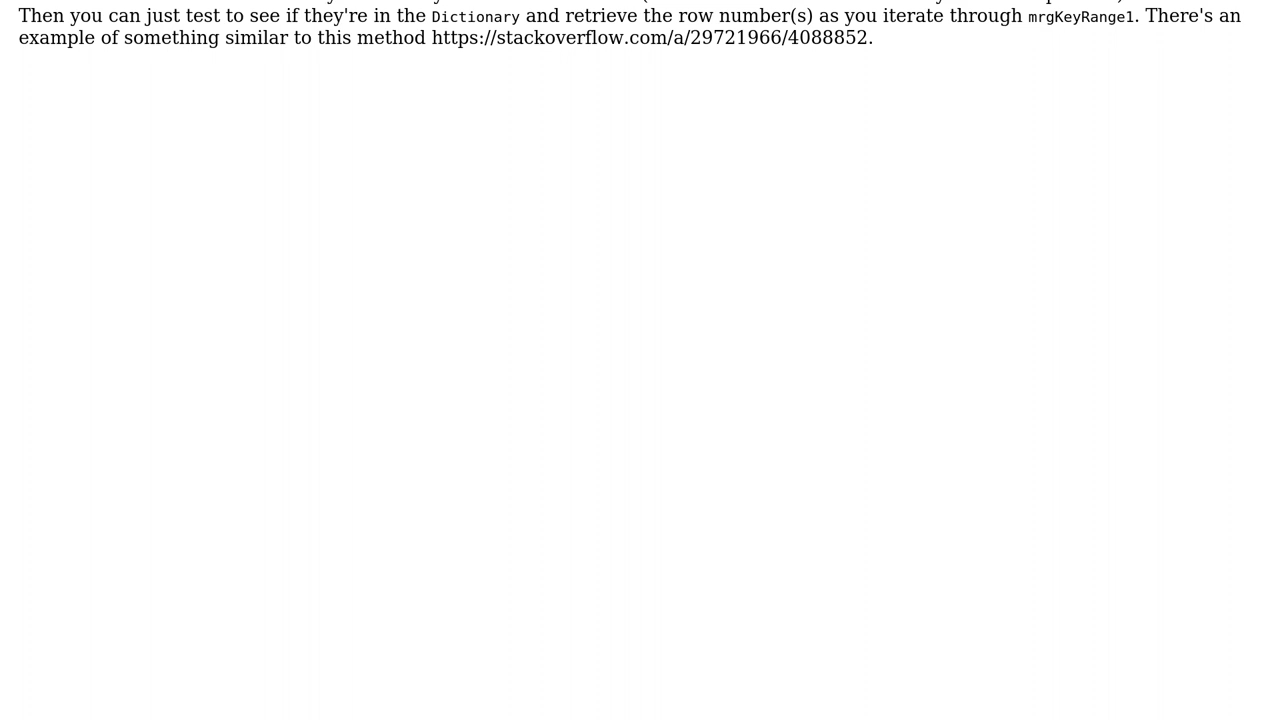 Then you can just test to see if they're in the Dictionary and retrieve the row number(s) as you iterate through mrgKeyRange1. There's an
example of something similar to this method https://stackoverflow.com/a/29721966/4088852.